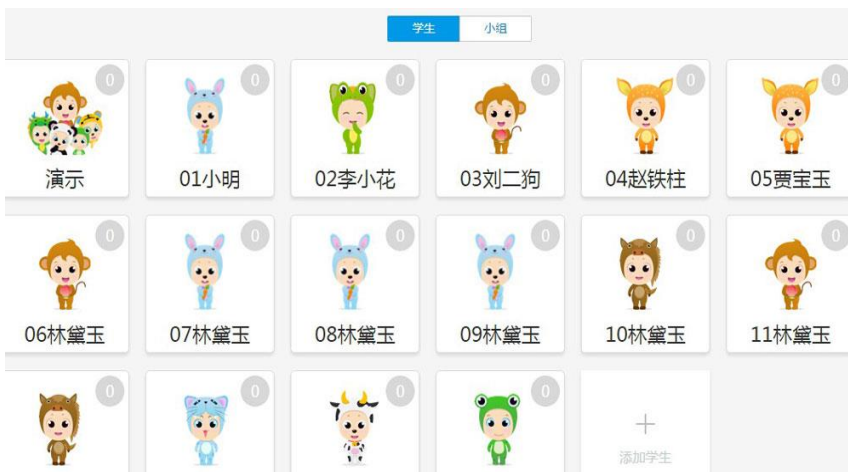 学生 小组
0 0 0 0 0 0
演示 01小明 02李小花 03刘二狗 04赵铁柱 05贾宝玉
0 0 0 0 0 0
06林黛玉 07林黛玉 08林黛玉 09林黛玉 10林黛玉 11林黛玉
0 0 0 0
添加学生